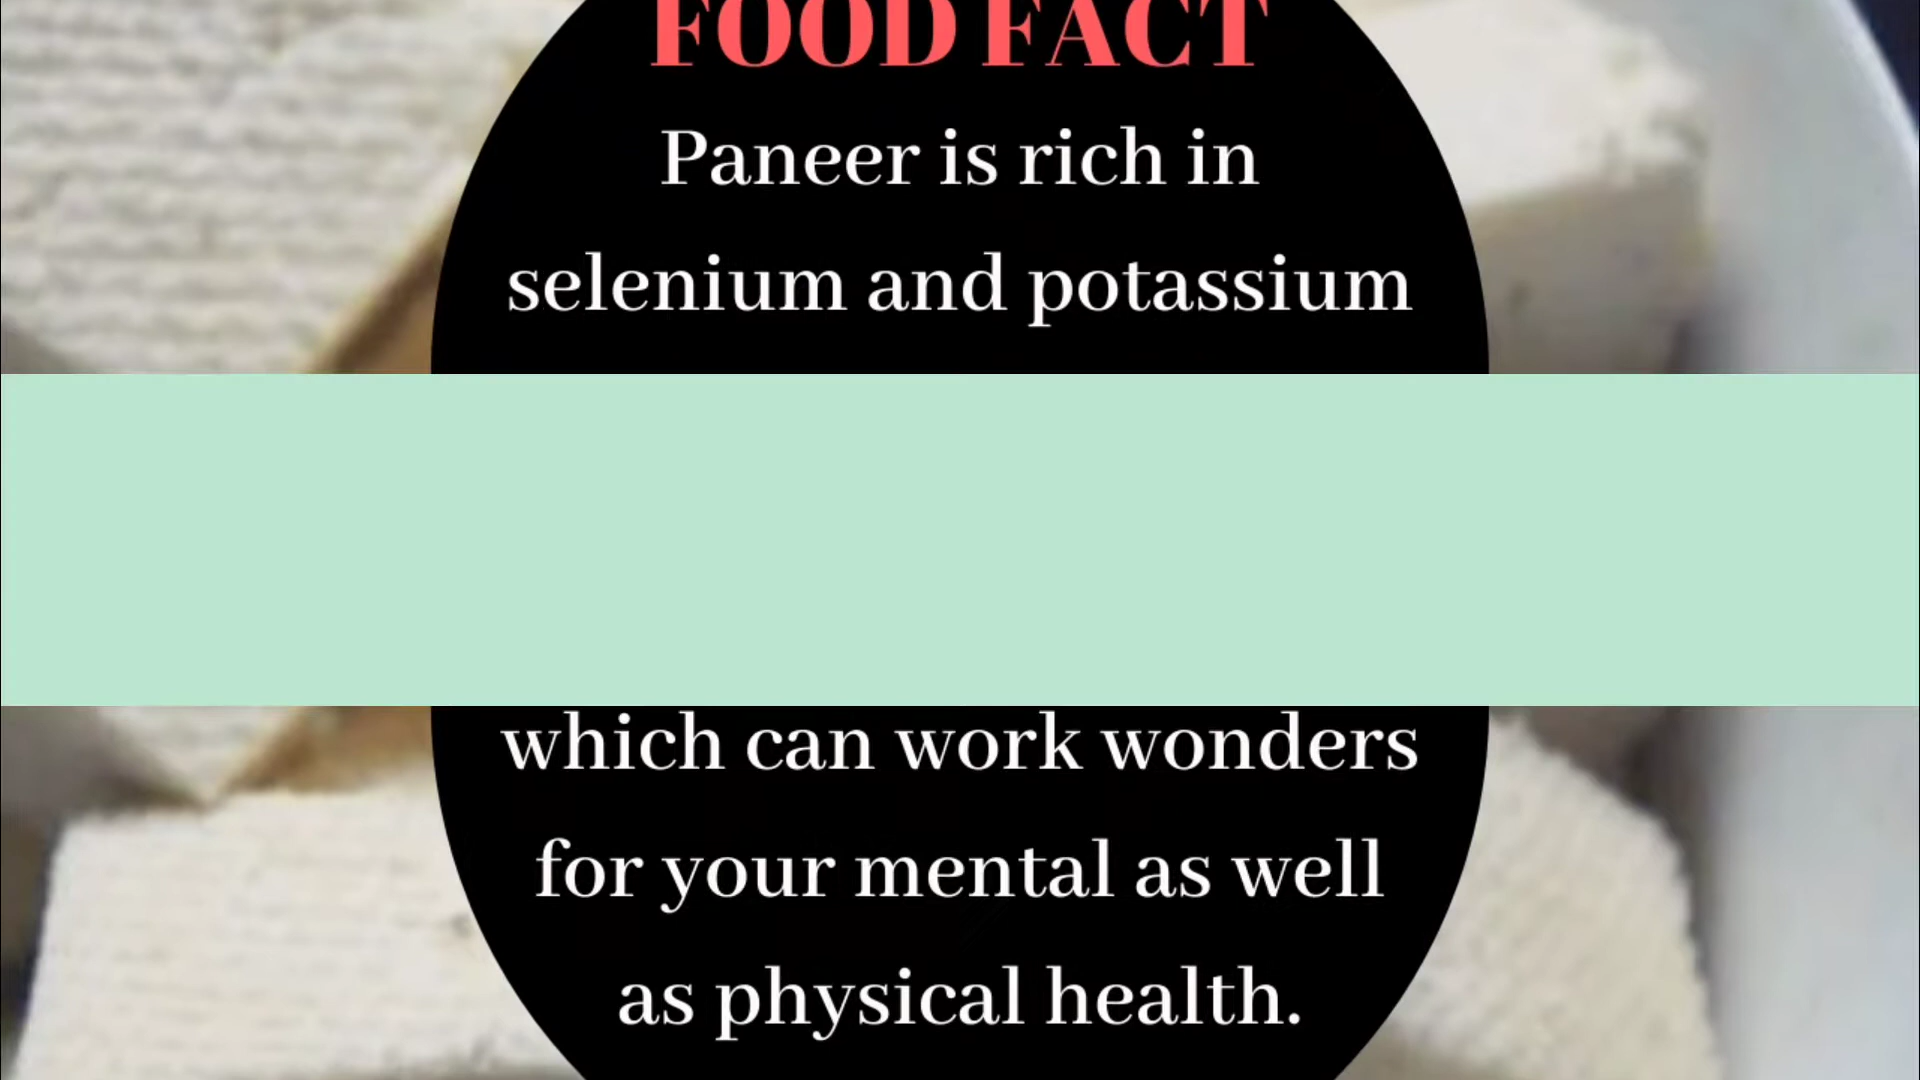 FOOD FACT
Paneer is rich in
selenium and potassium
which can work wonders
for your mental as well
as physical health.